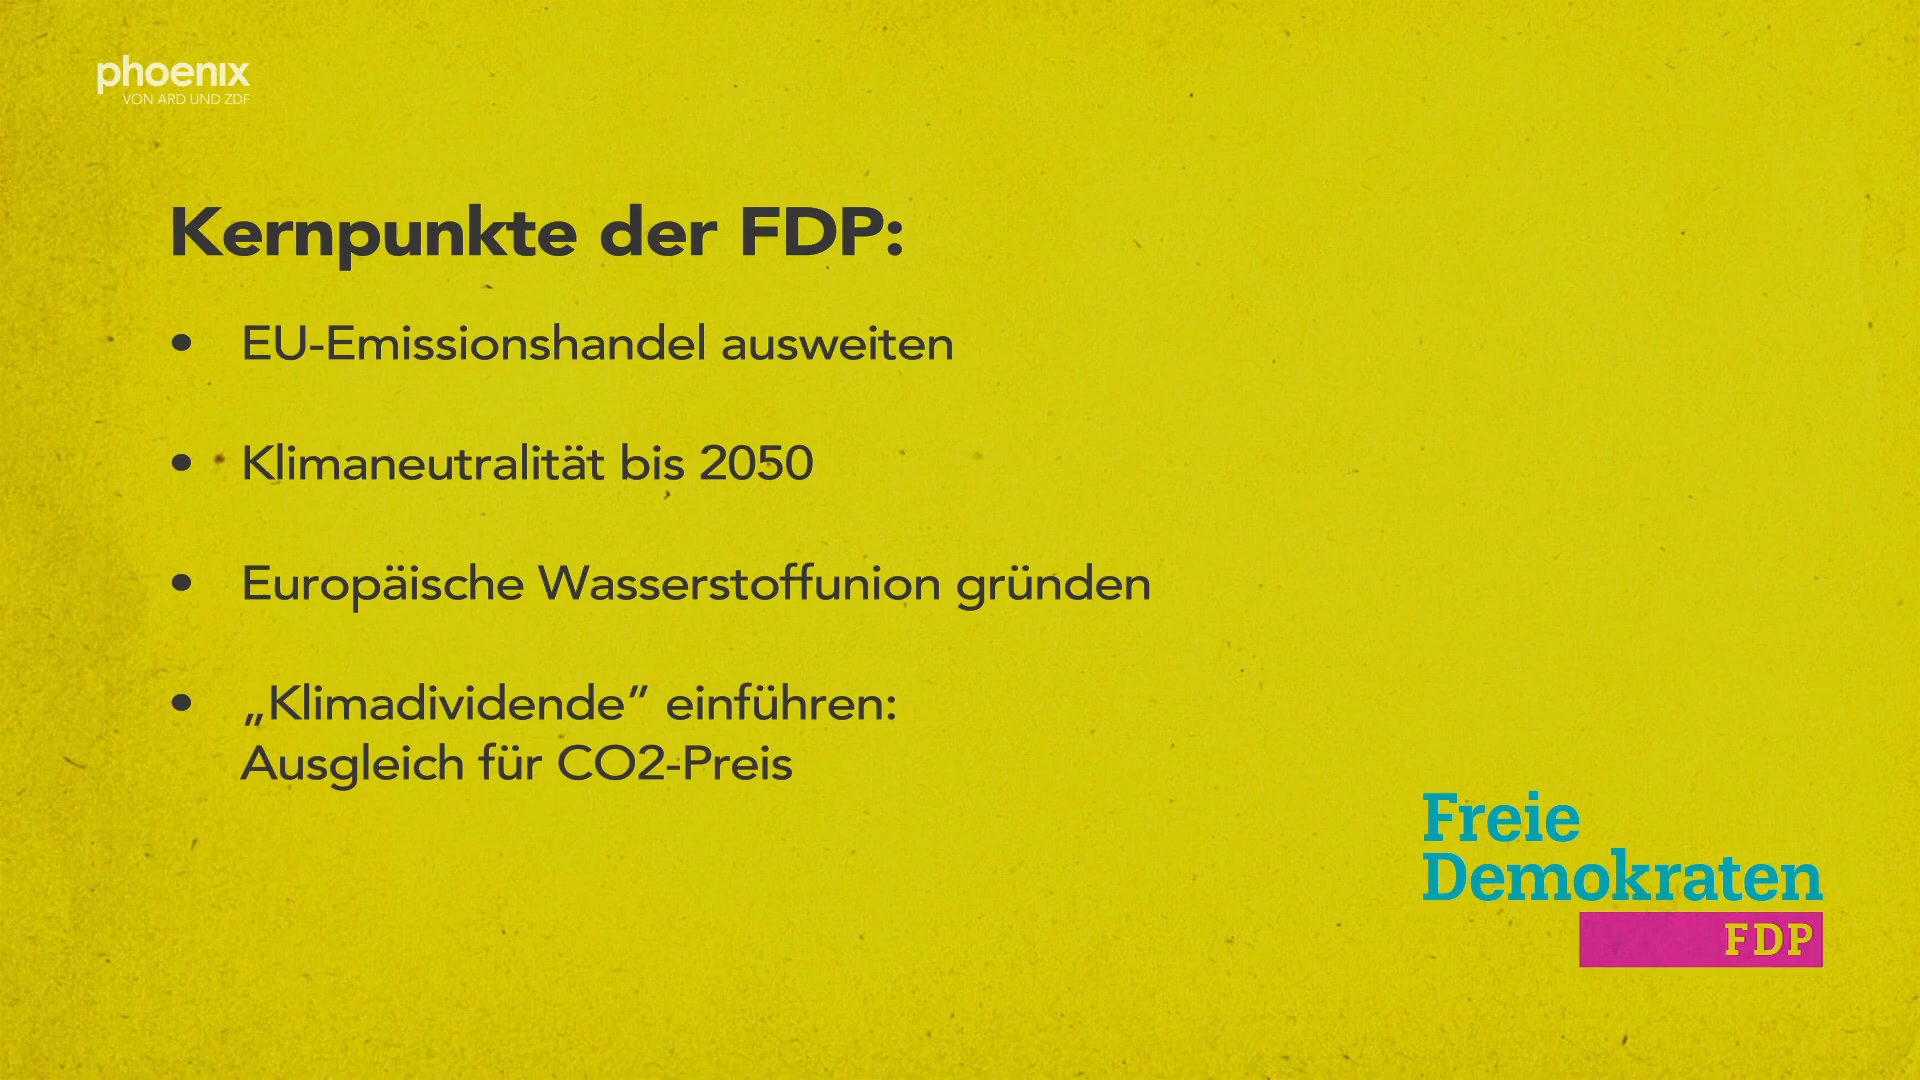 phoenix
VON ARD UND ZDF
Kernpunkte der FDP:
• EU-Emissionshandel ausweiten
• Klimaneutralität bis 2050
• Europäische Wasserstoffunion gründen
• „Klimadividende” einführen:
Ausgleich für CO2-Preis
Freie
Demokraten
FDP